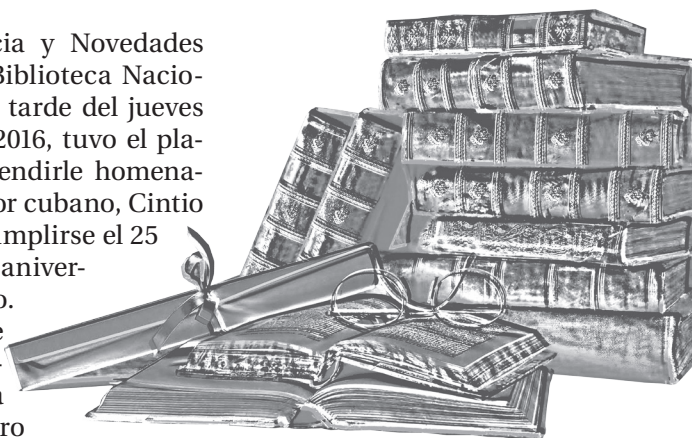 cia y Novedades
Biblioteca Nacio-
tarde del jueves
2016, tuvo el pla-
endirle homena-
or cubano, Cintio
mplirse el 25
aniver-
o.
e
-
a
ro